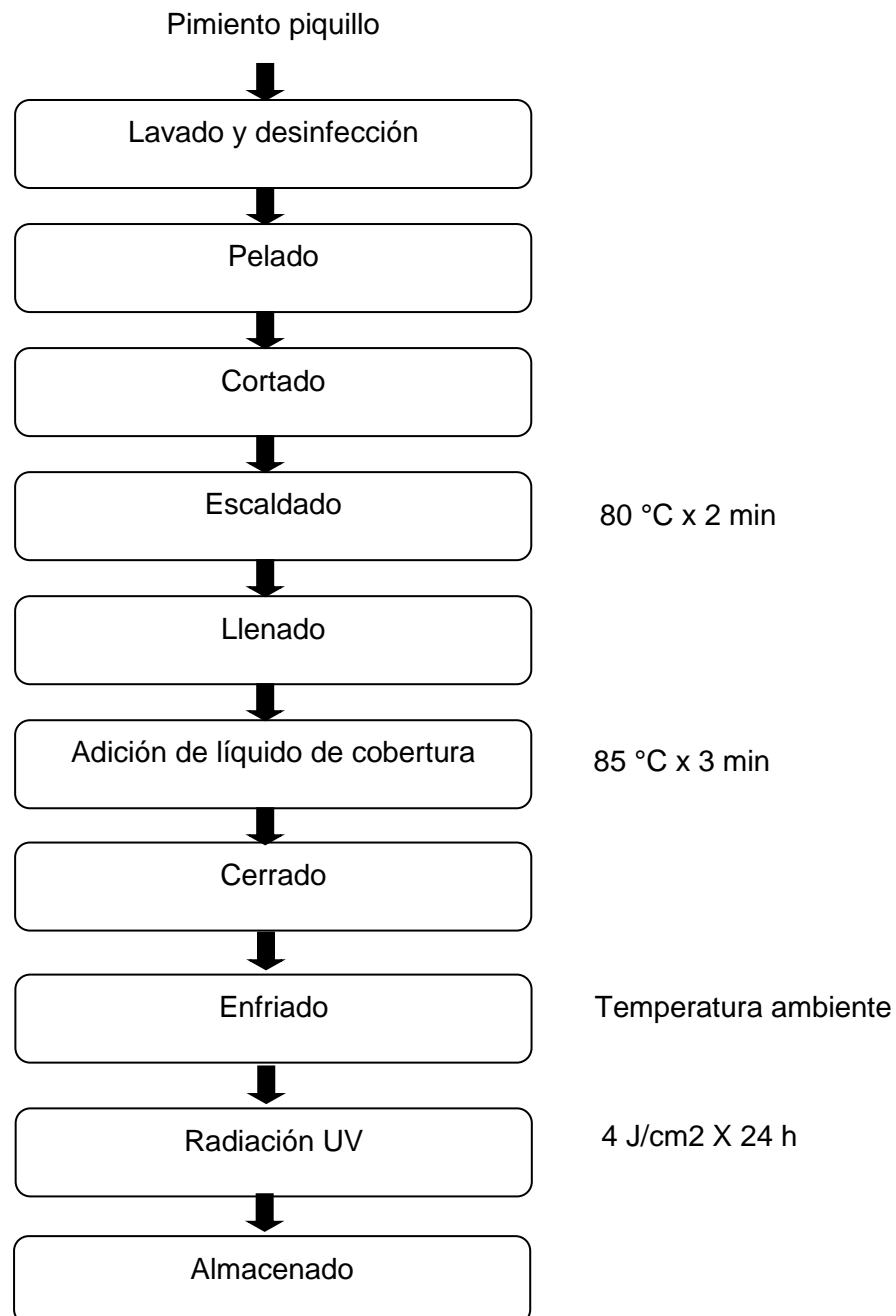 Pimiento piquillo
Lavado y desinfección
Pelado
Cortado
Escaldado
80 °C x 2 min
Llenado
Adición de líquido de cobertura
85 °C x 3 min
Cerrado
Enfriado
Temperatura ambiente
Radiación UV
4 J/cm2 X 24 h
Almacenado